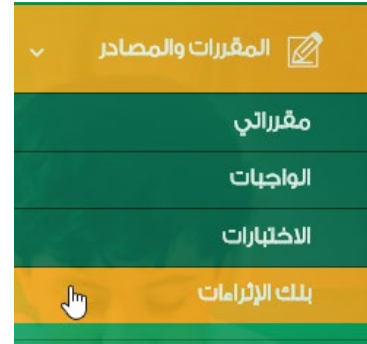 المقررات والمصادر
مقرراتي
الواجبات
الاختبارات
بنك الإثراءات